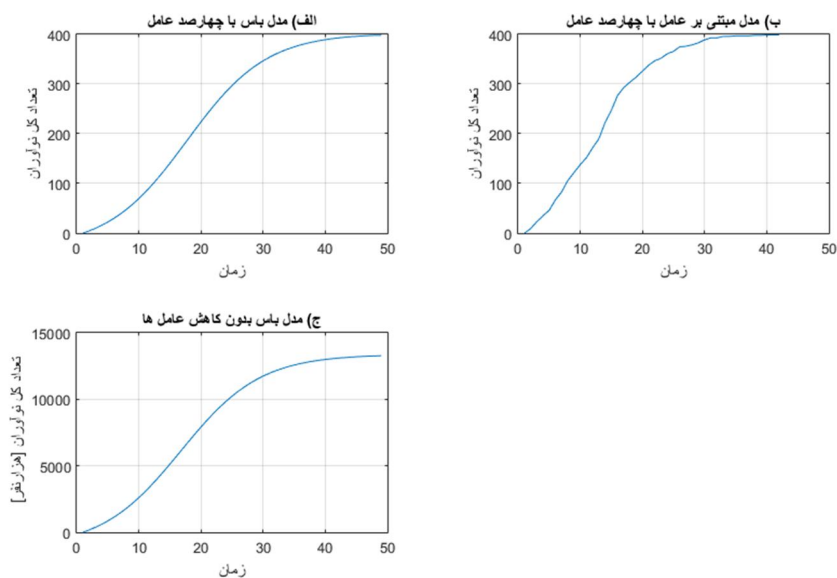 الف) مدل باس با چهارصد عامل
400
300
200
100
0
تعداد کل نوآوران
0 10 20 30 40 50
زمان
ب) مدل مبتنی بر عامل با چهارصد عامل
400
300
200
100
0
تعداد کل نوآوران
0 10 20 30 40 50
زمان
ج) مدل باس بدون کاهش عامل ها
15000
10000
5000
0
تعداد کل نوآوران [هزارنفر]
0 10 20 30 40 50
زمان